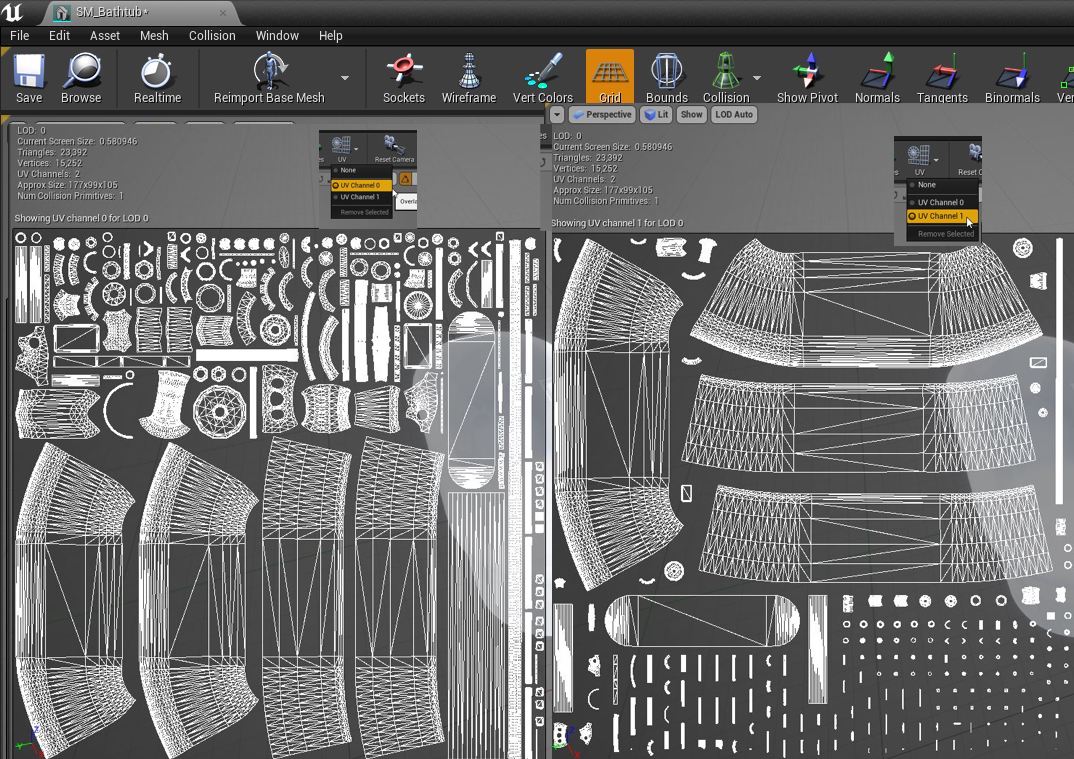 SM_Bathtub*
File Edit Asset Mesh Collision Window Help
Save Browse Realtime Reimport Base Mesh Sockets Wireframe Vert Colors Grid Bounds Collision Show Pivot Normals Tangents Binormals
Perspective Lit Show LOD Auto
LOD: 0
Current Screen Size: 0.580946
Triangles: 23,392
Vertices: 15,252
UV Channels: 2
Approx Size: 177x99x105
Num Collision Primitives: 1
Showing UV channel 0 for LOD 0
UV Reset Camera
None
UV Channel 0
UV Channel 1
Remove Selected
LOD: 0
Current Screen Size: 0.580946
Triangles: 23,392
Vertices: 15,252
UV Channels: 2
Approx Size: 177x99x105
Num Collision Primitives: 1
Showing UV channel 1 for LOD 0
UV
None
UV Channel 0
UV Channel 1
Remove Selected